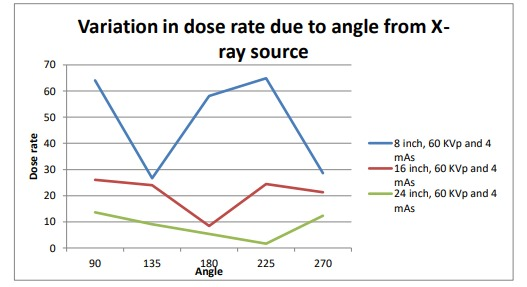 Variation in dose rate due to angle from X-
ray source
70
60
50
40
30
20
10
0
Dose rate
90 135 180 225 270
Angle
8 inch, 60 KVp and 4
mAs
16 inch, 60 KVp and 4
mAs
24 inch, 60 KVp and 4
mAs